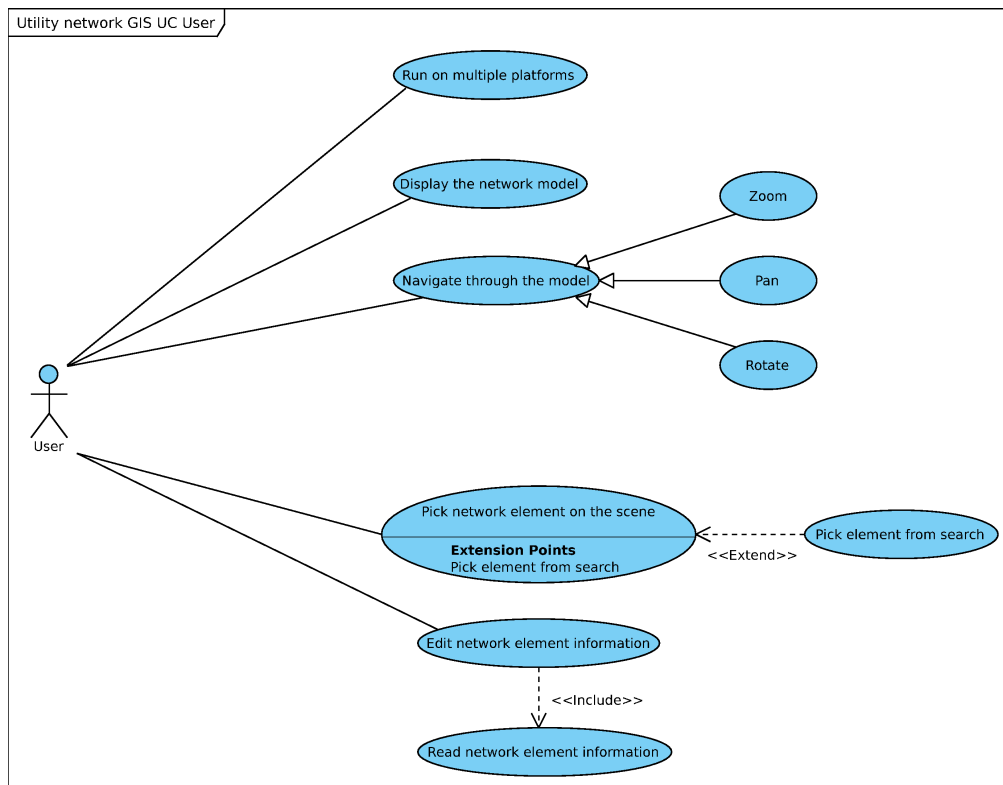 Utility network GIS UC User
Run on multiple platforms
Display the network model
Zoom
Navigate through the model
Pan
Rotate
User
Pick network element on the scene
Extension Points
Pick element from search
<<Extend>>
Pick element from search
Edit network element information
<<Include>>
Read network element information